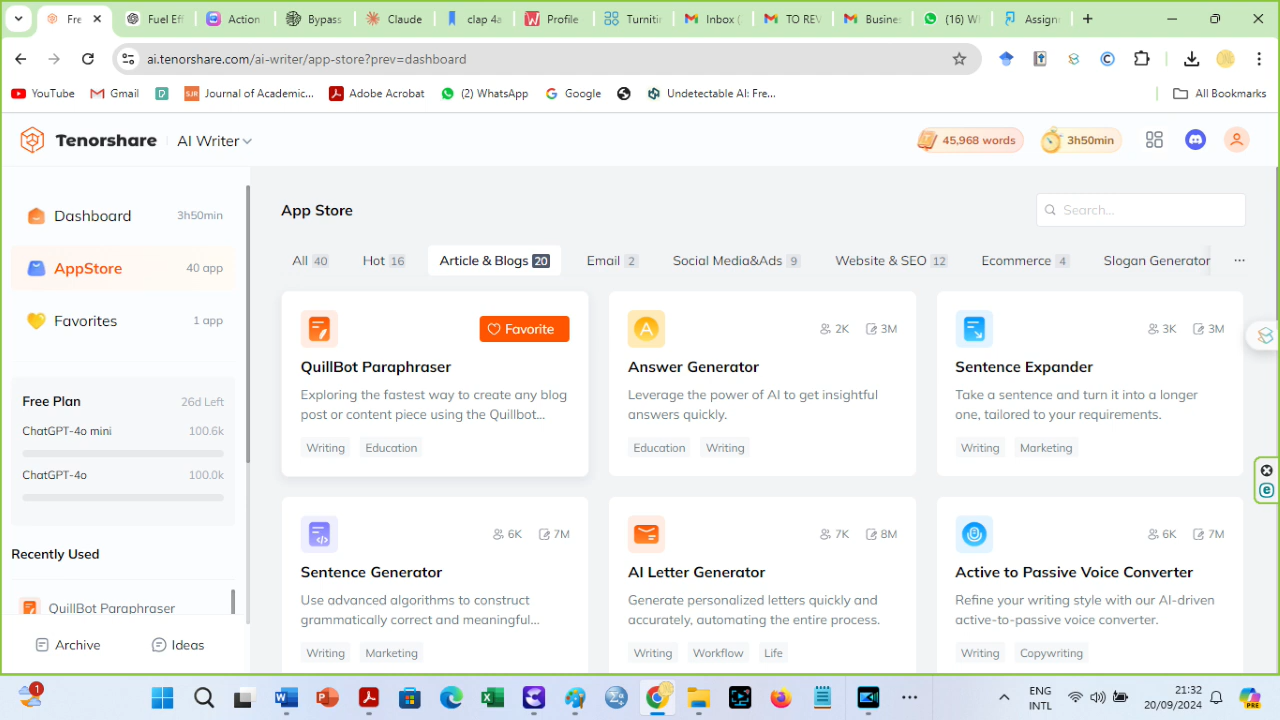 Fre
Fuel Eff
Action
Bypass
Claude
clap 4a
Profile
Turniti
Inbox (
TO REV
Busine
(16) W
Assign
ai.tenorshare.com/ai-writer/app-store?prev=dashboard
YouTube
Gmail
Journal of Academic...
Adobe Acrobat
(2) WhatsApp
Google
Undetectable AI: Fre...
All Bookmarks
Tenorshare
AI Writer
45,968 words
3h50min
Dashboard
3h50min
AppStore
40 app
Favorites
1 app
Free Plan
26d Left
ChatGPT-4o mini
100.6k
ChatGPT-4o
100.0k
Recently Used
QuillBot Paraphraser
Archive
Ideas
App Store
Search...
All 40
Hot 16
Article & Blogs 20
Email 2
Social Media&Ads 9
Website & SEO 12
Ecommerce 4
Slogan Generator
Favorite
QuillBot Paraphraser
Exploring the fastest way to create any blog
post or content piece using the Quillbot...
Writing
Education
2K
3M
Answer Generator
Leverage the power of AI to get insightful
answers quickly.
Education
Writing
3K
3M
Sentence Expander
Take a sentence and turn it into a longer
one, tailored to your requirements.
Writing
Marketing
6K
7M
Sentence Generator
Use advanced algorithms to construct
grammatically correct and meaningful...
Writing
Marketing
7K
8M
AI Letter Generator
Generate personalized letters quickly and
accurately, automating the entire process.
Writing
Workflow
Life
6K
7M
Active to Passive Voice Converter
Refine your writing style with our AI-driven
active-to-passive voice converter.
Writing
Copywriting
1
ENG
INTL
21:32
20/09/2024
PRE